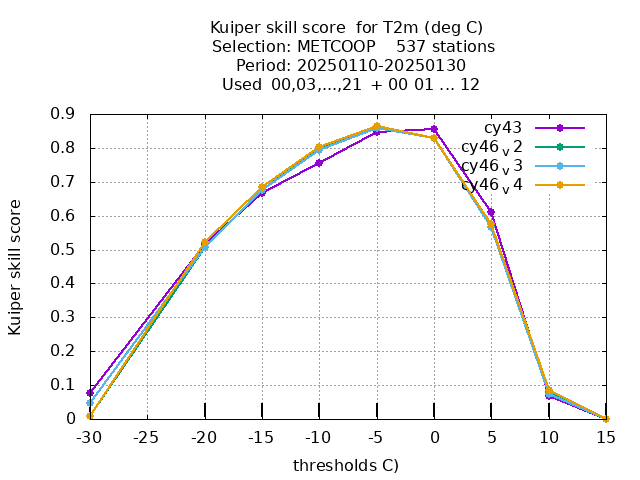 Kuiper skill score  for T2m (deg C)
Selection: METCOOP    537 stations
Period: 20250110-20250130
Used  00,03,...,21  + 00 01 ... 12
cy43
cy46_v2
cy46_v3
cy46_v4
Kuiper skill score
0.9
0.8
0.7
0.6
0.5
0.4
0.3
0.2
0.1
0
-30 -25 -20 -15 -10 -5 0 5 10 15
thresholds C)